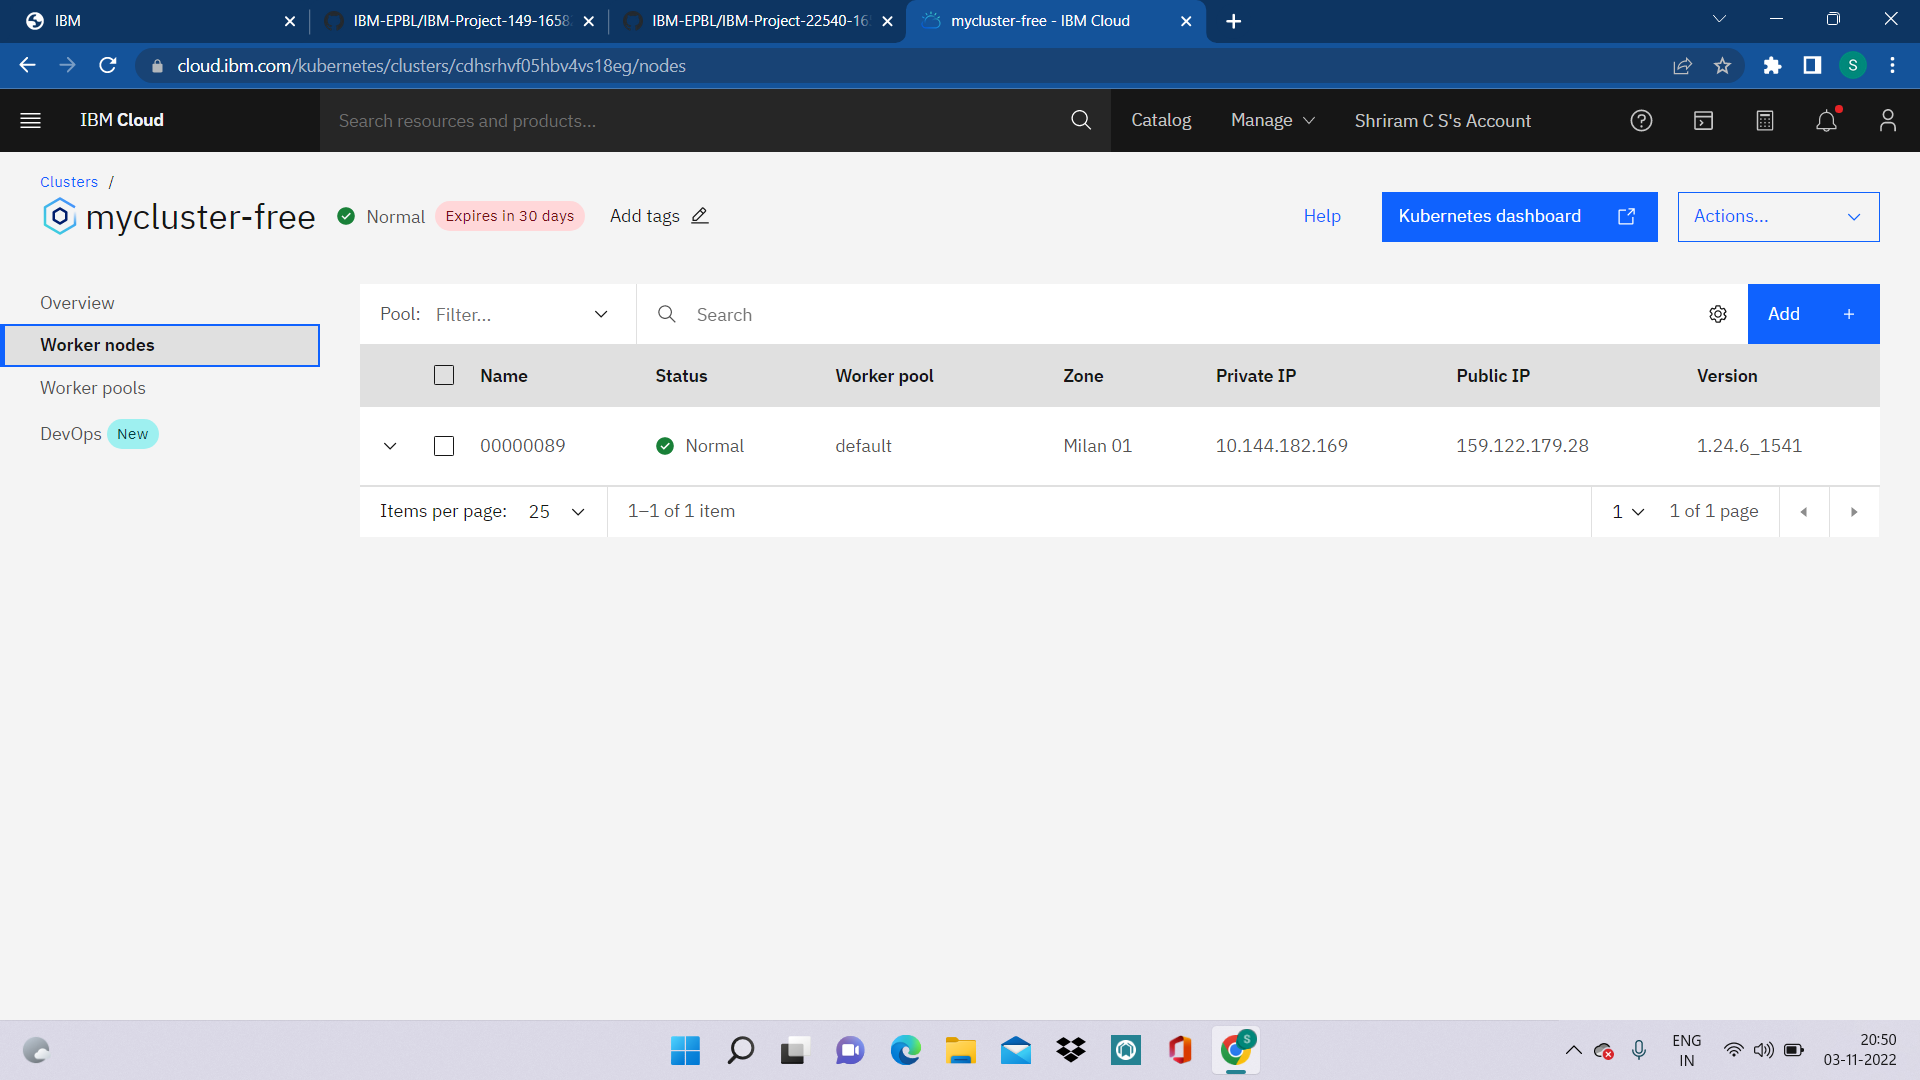 IBM
IBM-EPBL/IBM-Project-149-1658
IBM-EPBL/IBM-Project-22540-165
mycluster-free - IBM Cloud
cloud.ibm.com/kubernetes/clusters/cdhsrhvf05hbv4vs18eg/nodes
S
IBM Cloud
Search resources and products...
Catalog
Manage
Shriram C S's Account
Clusters /
mycluster-free
Normal
Expires in 30 days
Add tags
Help
Kubernetes dashboard
Actions...
Overview
Worker nodes
Worker pools
DevOps New
Pool: Filter...
Search
Add +
Name Status Worker pool Zone Private IP Public IP Version
00000089 Normal default Milan 01 10.144.182.169 159.122.179.28 1.24.6_1541
Items per page: 25
1–1 of 1 item
1
1 of 1 page
S
ENG
IN
20:50
03-11-2022